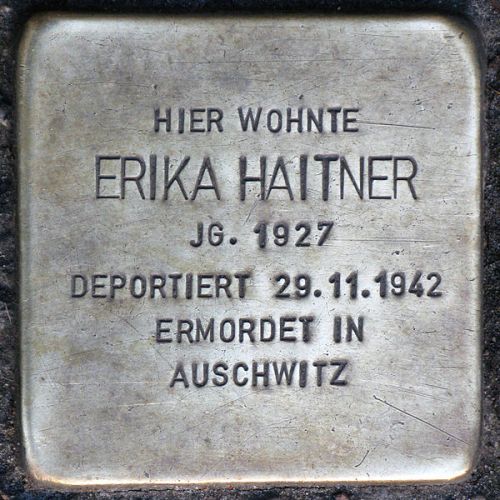 HIER WOHNTE
ERIKA HAITNER
JG. 1927
DEPORTIERT 29.11.1942
ERMORDET IN
AUSCHWITZ